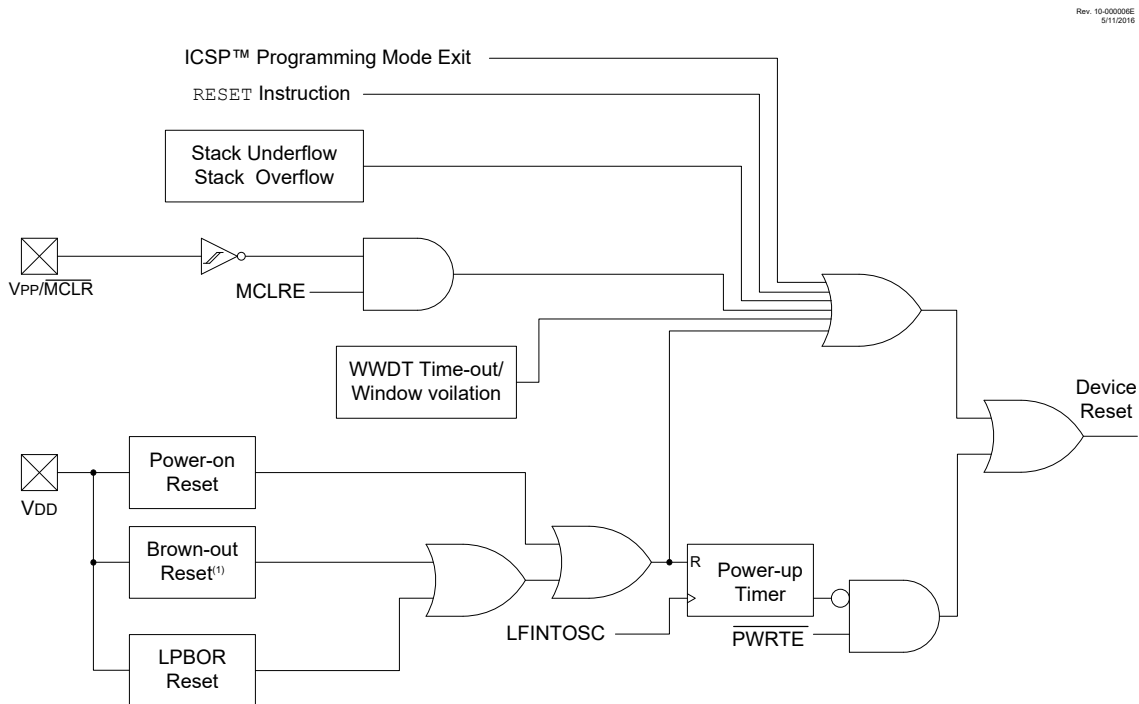 Rev. 10-000006E
5/11/2016
ICSP™ Programming Mode Exit
RESET Instruction
Stack Underflow
Stack Overflow
VPP/MCLR
MCLRE
WWDT Time-out/
Window voilation
Device
Reset
VDD
Power-on
Reset
Brown-out
Reset(1)
R
Power-up
Timer
LFINTOSC
PWRTE
LPBOR
Reset